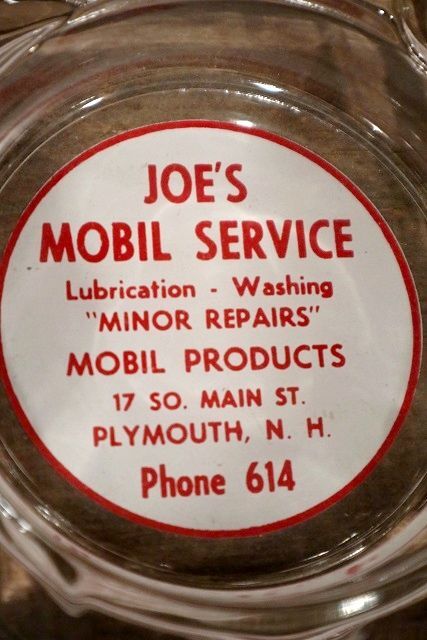 JOE'S
MOBIL SERVICE
Lubrication - Washing
"MINOR REPAIRS"
MOBIL PRODUCTS
17 SO. MAIN ST.
PLYMOUTH, N. H.
Phone 614